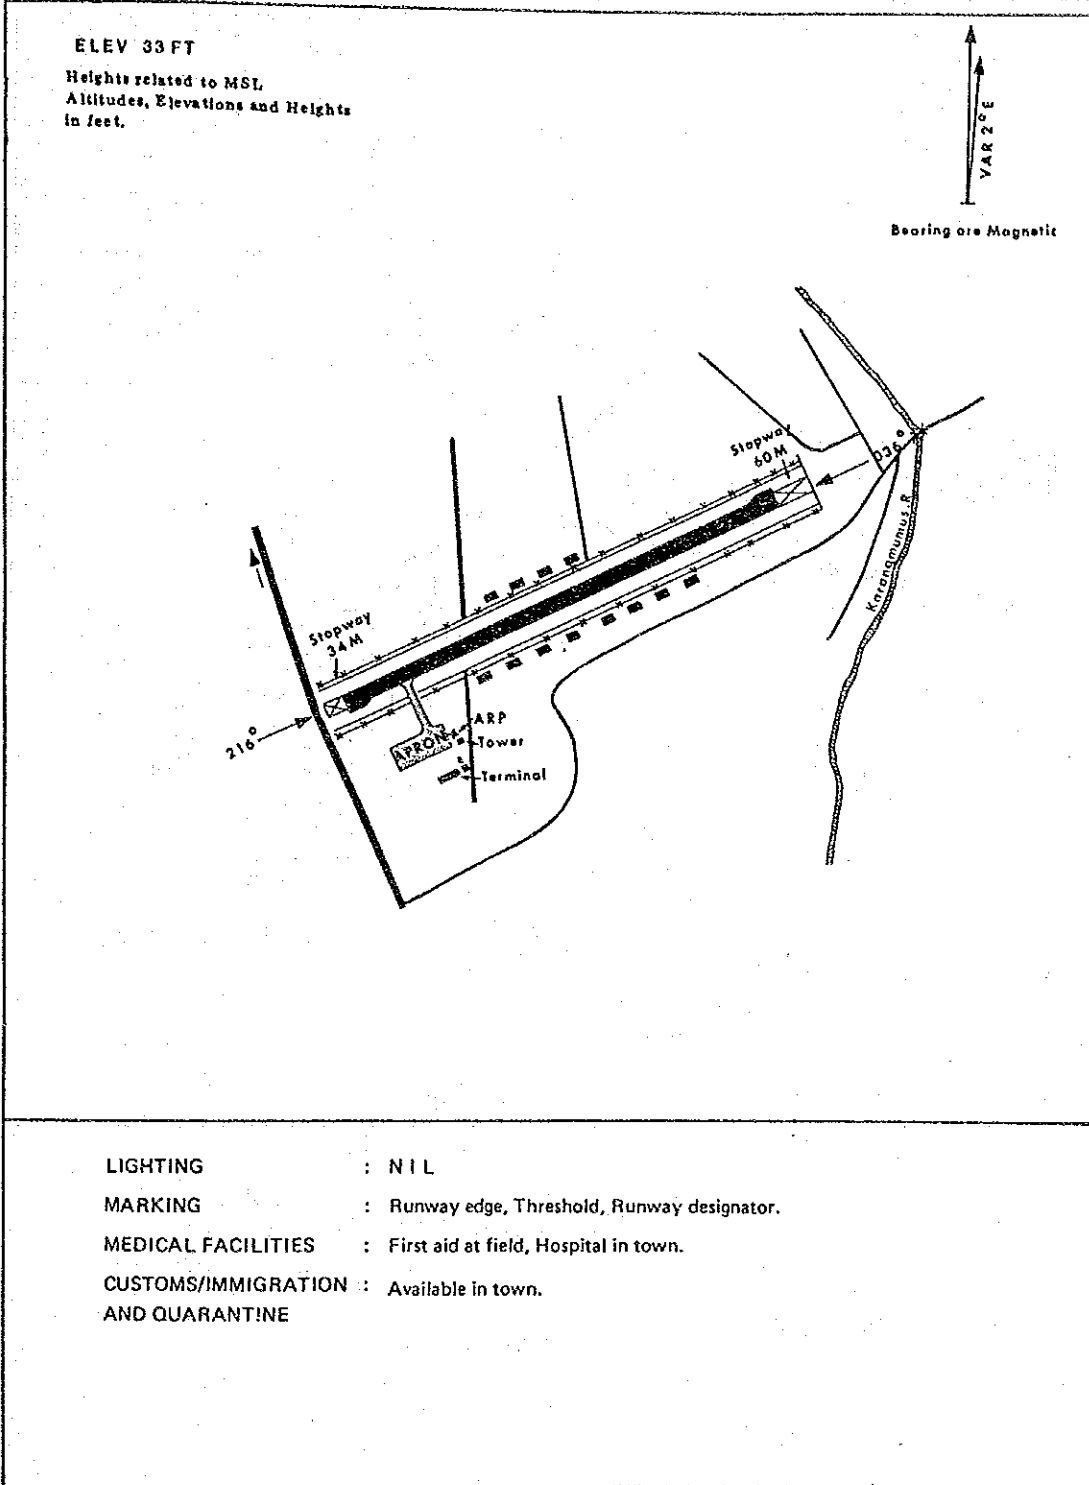 ELEV 33 FT
Heights related to MSL
Altitudes, Elevations and Heights
in feet.
VAR 2° E
Bearing are Magnetic
Stopway
60 M
036°
Karangmumus. R
Stopway
34 M
216°
APRON
ARP
Tower
Terminal
LIGHTING : N I L
MARKING : Runway edge, Threshold, Runway designator.
MEDICAL FACILITIES : First aid at field, Hospital in town.
CUSTOMS/IMMIGRATION : Available in town.
AND QUARANTINE